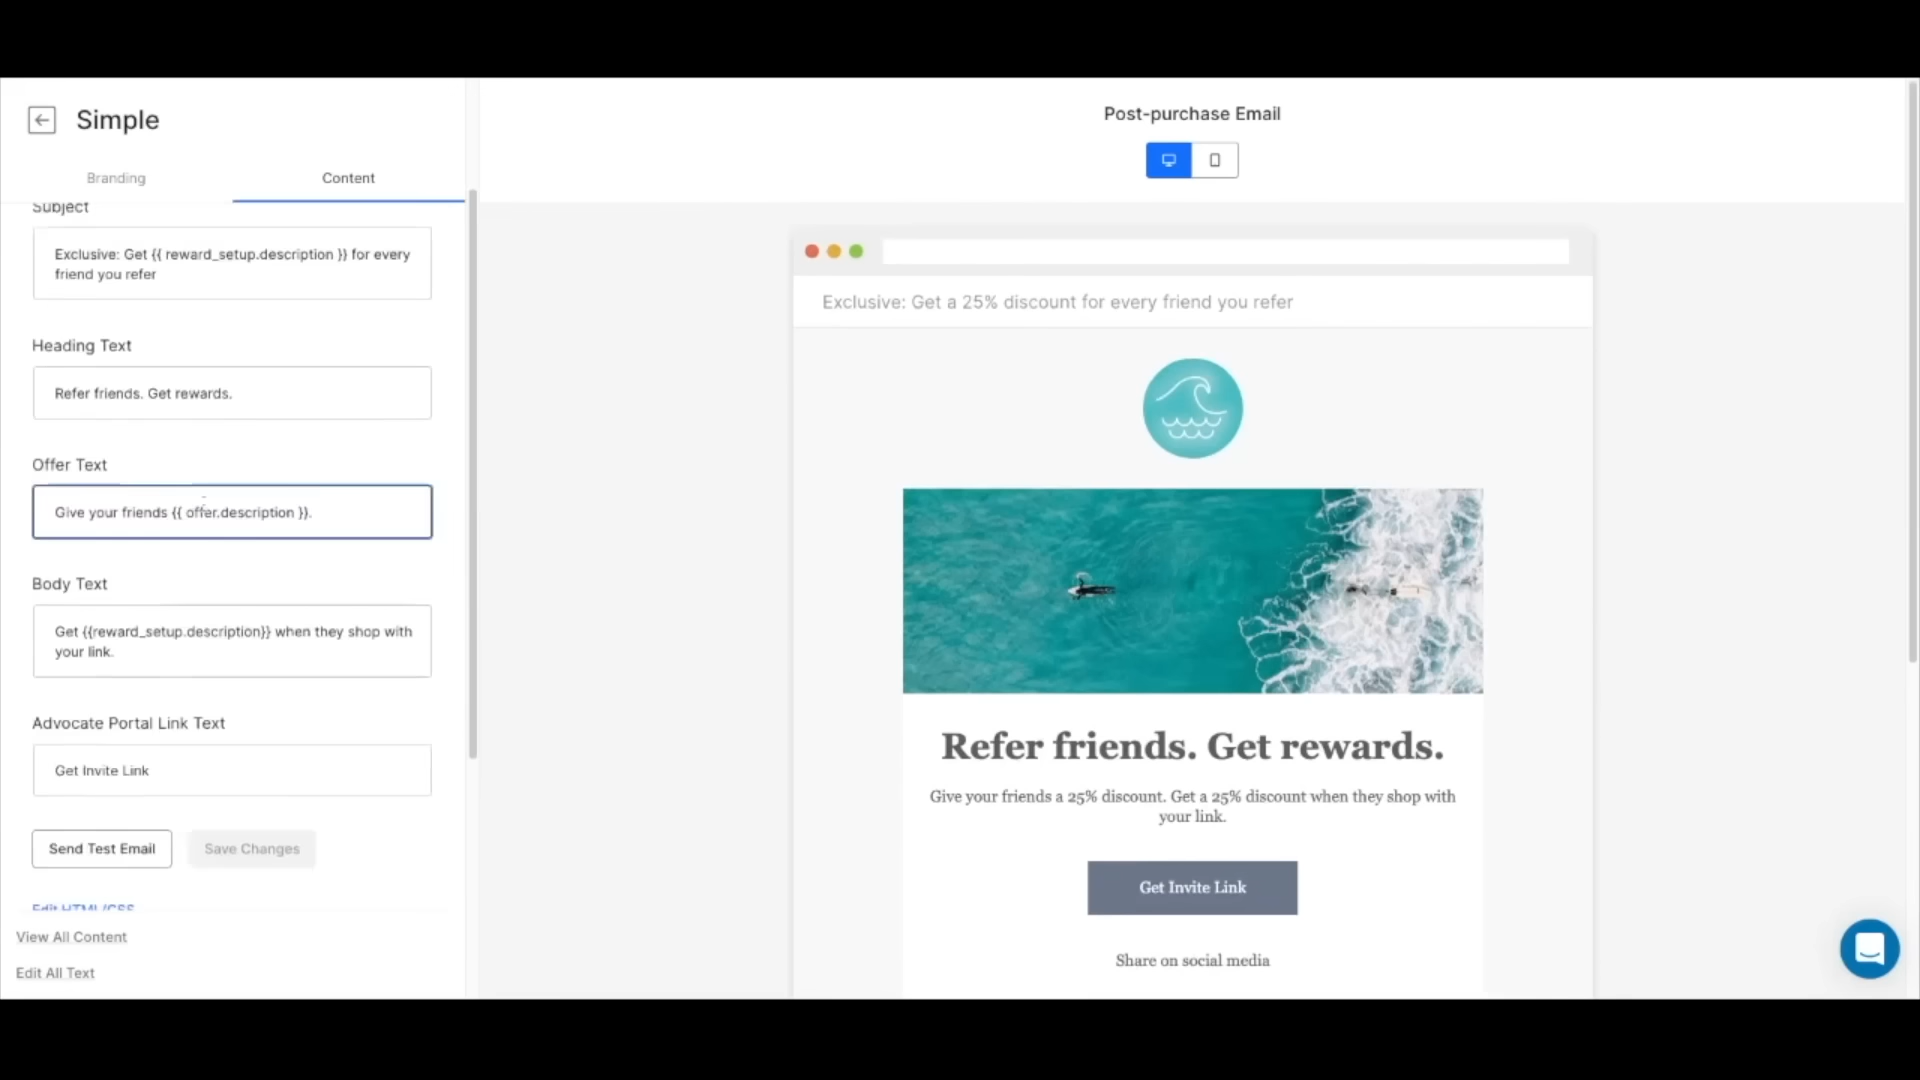 Simple
Branding
Content
Subject
Exclusive: Get {{ reward_setup.description }} for every
friend you refer
Heading Text
Refer friends. Get rewards.
Offer Text
Give your friends {{ offer.description }}.
Body Text
Get {{reward_setup.description}} when they shop with
your link.
Advocate Portal Link Text
Get Invite Link
Send Test Email
Save Changes
Edit HTML/CSS
View All Content
Edit All Text
Post-purchase Email
Exclusive: Get a 25% discount for every friend you refer
Refer friends. Get rewards.
Give your friends a 25% discount. Get a 25% discount when they shop with
your link.
Get Invite Link
Share on social media